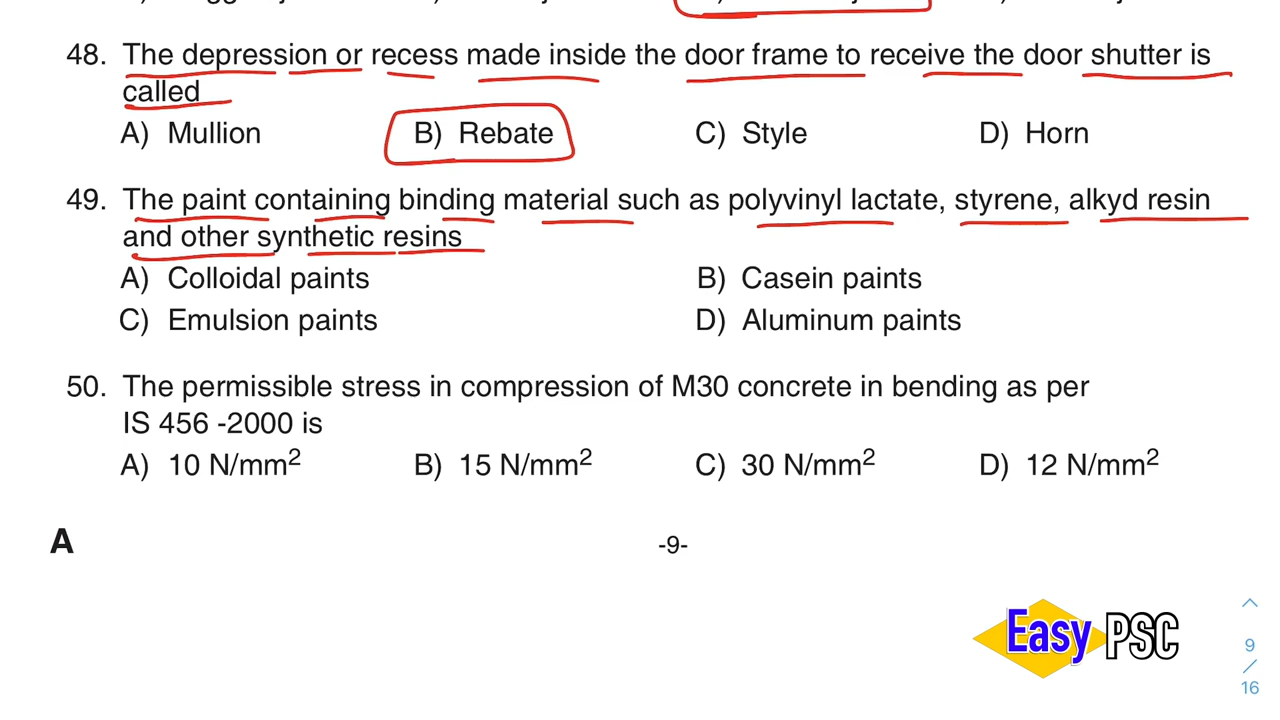 48. The depression or recess made inside the door frame to receive the door shutter is
called
A) Mullion B) Rebate C) Style D) Horn
49. The paint containing binding material such as polyvinyl lactate, styrene, alkyd resin
and other synthetic resins
A) Colloidal paints B) Casein paints
C) Emulsion paints D) Aluminum paints
50. The permissible stress in compression of M30 concrete in bending as per
IS 456 -2000 is
A) 10 N/mm² B) 15 N/mm² C) 30 N/mm² D) 12 N/mm²
A -9-
Easy PSC
9
/
16